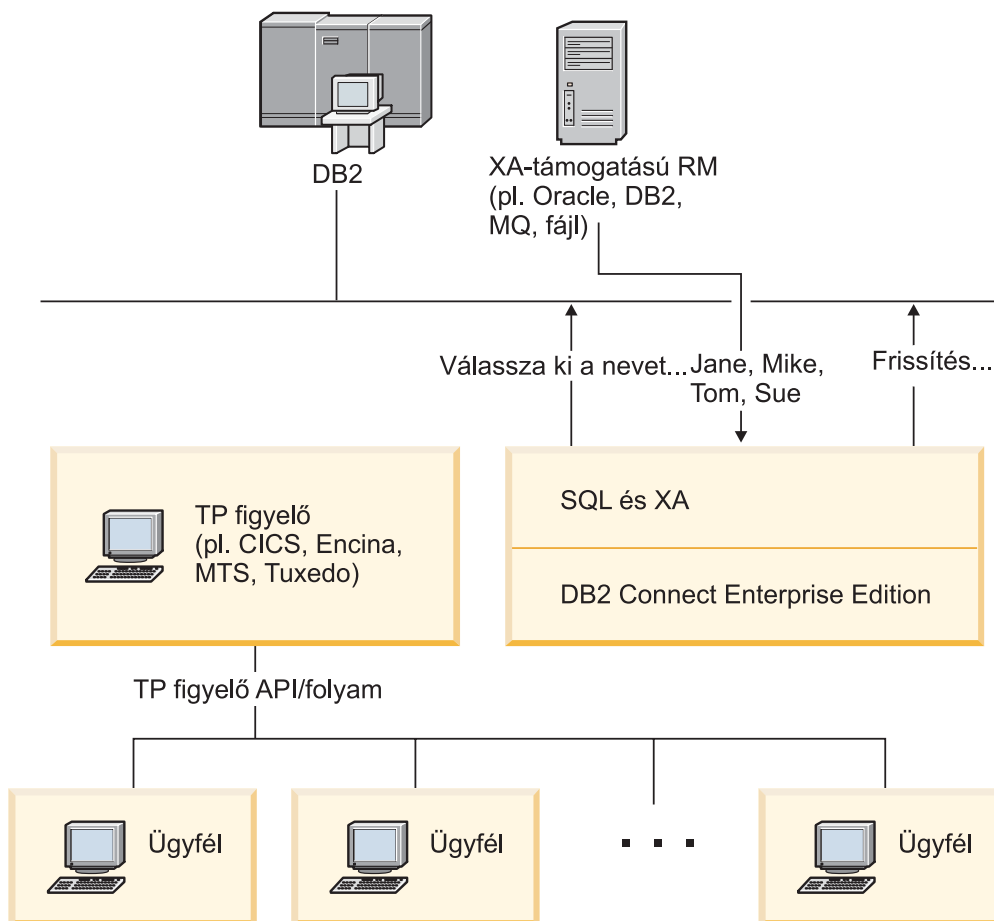 DB2
XA-támogatású RM
(pl. Oracle, DB2,
MQ, fájl)
Válassza ki a nevet...
Jane, Mike,
Tom, Sue
Frissítés...
TP figyelő
(pl. CICS, Encina,
MTS, Tuxedo)
SQL és XA
DB2 Connect Enterprise Edition
TP figyelő API/folyam
Ügyfél
Ügyfél
. . .
Ügyfél